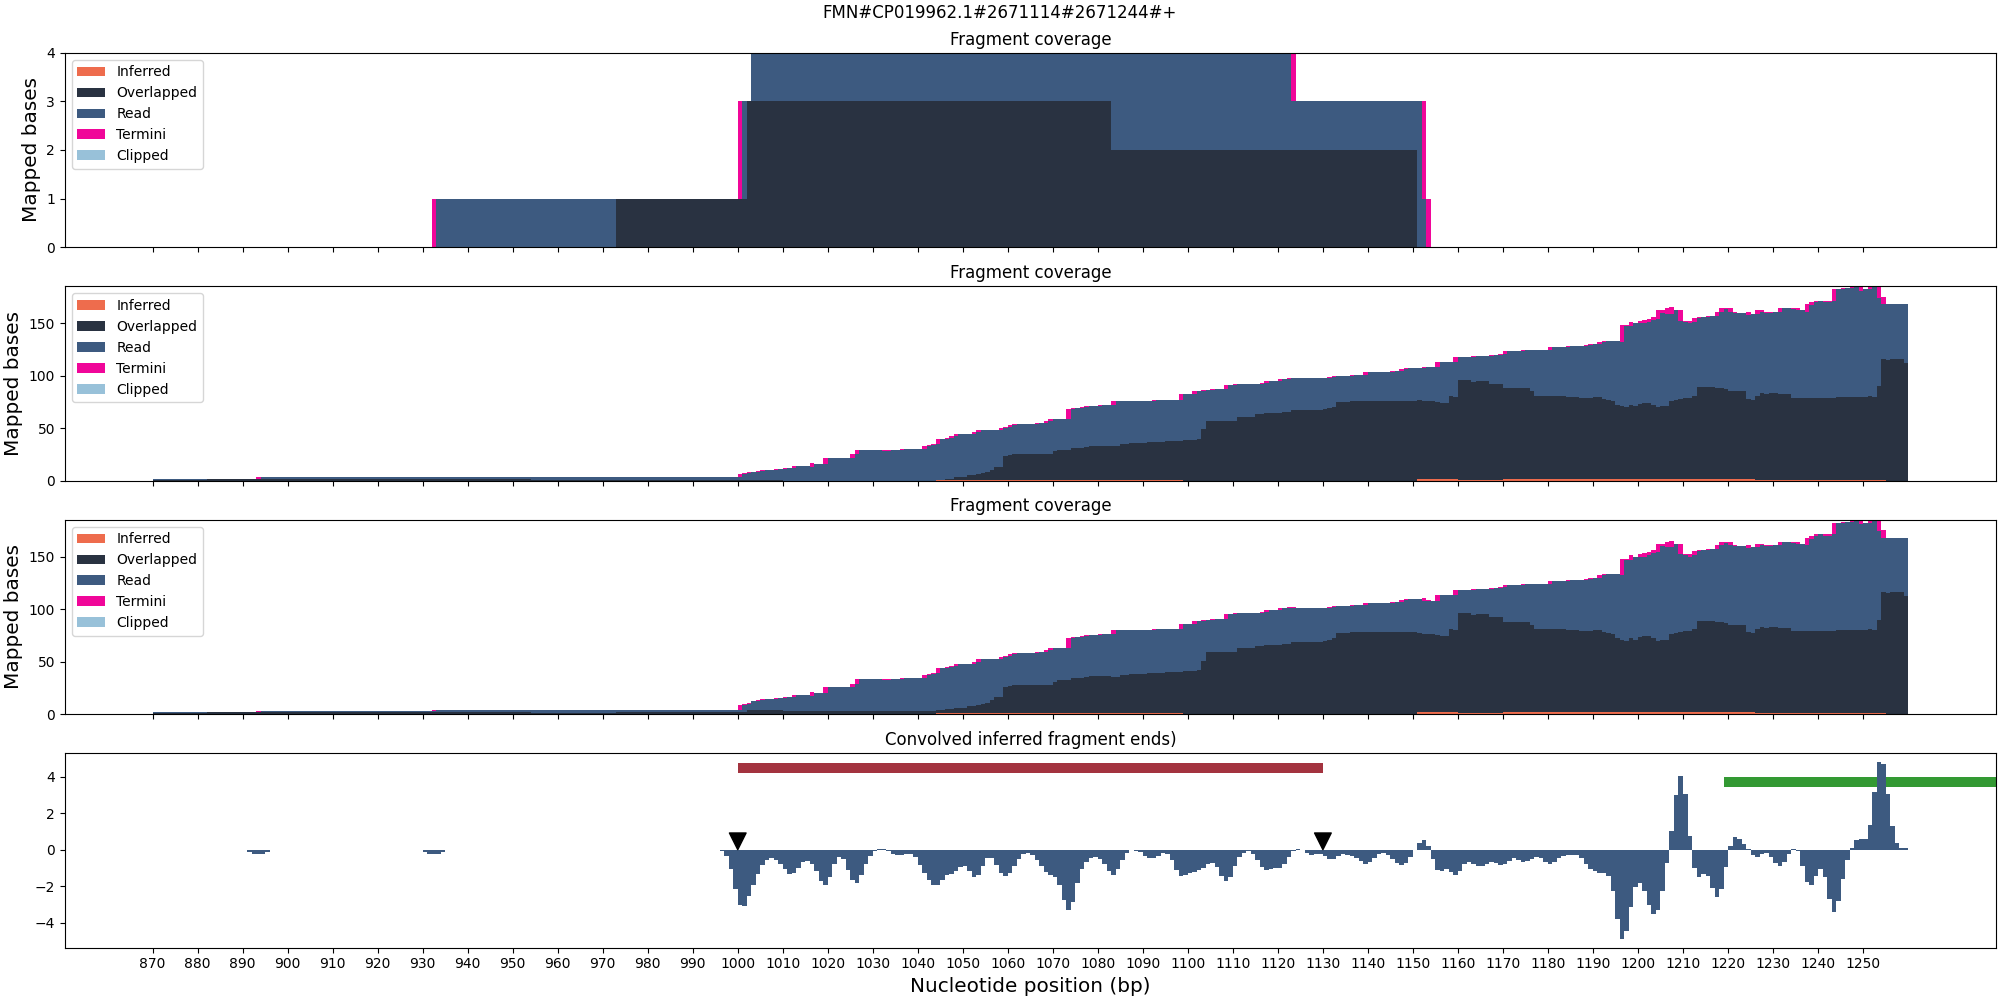 FMN#CP019962.1#2671114#2671244#+
Fragment coverage
Mapped bases
4
3
2
1
0
Inferred
Overlapped
Read
Termini
Clipped
Fragment coverage
Mapped bases
150
100
50
0
Inferred
Overlapped
Read
Termini
Clipped
Fragment coverage
Mapped bases
150
100
50
0
Inferred
Overlapped
Read
Termini
Clipped
Convolved inferred fragment ends)
4
2
0
−2
−4
870 880 890 900 910 920 930 940 950 960 970 980 990 1000 1010 1020 1030 1040 1050 1060 1070 1080 1090 1100 1110 1120 1130 1140 1150 1160 1170 1180 1190 1200 1210 1220 1230 1240 1250
Nucleotide position (bp)